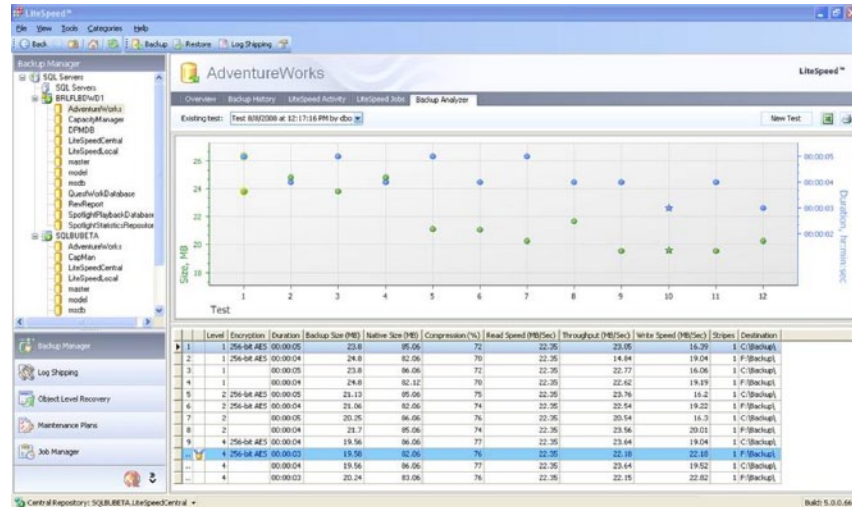 LiteSpeed™
File View Tools Categories Help
Back Backup Restore Log Shipping
Backup Manager
SQL Servers
SQL Servers
BRLFLBDWD1
AdventureWorks
CapacityManager
DPMDB
LiteSpeedCentral
LiteSpeedLocal
master
model
msdb
QuestWorkDatabase
RevReport
SpotlightPlaybackDatabase
SpotlightStatisticsRepositor
SQLBUBETA
AdventureWorks
CapMan
LiteSpeedCentral
LiteSpeedLocal
master
model
msdb
Backup Manager
Log Shipping
Object Level Recovery
Maintenance Plans
Job Manager
AdventureWorks
LiteSpeed™
Overview Backup History LiteSpeed Activity LiteSpeed Jobs Backup Analyzer
Existing test: Test 8/8/2008 at 12:17:16 PM by dbo New Test
Size, MB
26
24
22
20
18
00:00:05
00:00:04
00:00:03
00:00:02
Duration, hr:min:sec
1 2 3 4 5 6 7 8 9 10 11 12
Test
Level Encryption Duration Backup Size (MB) Native Size (MB) Compression (%) Read Speed (MB/Sec) Throughput (MB/Sec) Write Speed (MB/Sec) Stripes Destination
1 1 256-bit AES 00:00:05 23.8 85.06 72 22.35 23.05 16.39 1 C:\Backup\
2 1 256-bit AES 00:00:04 24.8 82.06 70 22.35 14.84 19.04 1 F:\Backup\
3 1 00:00:05 23.8 86.06 72 22.35 22.77 16.06 1 C:\Backup\
4 1 00:00:04 24.8 82.12 70 22.35 22.62 19.19 1 F:\Backup\
5 2 256-bit AES 00:00:05 21.13 85.06 75 22.35 23.76 16.2 1 C:\Backup\
6 2 256-bit AES 00:00:04 21.06 82.06 74 22.35 22.54 19.22 1 F:\Backup\
7 2 00:00:05 20.25 86.06 76 22.35 20.54 16.3 1 C:\Backup\
8 2 00:00:04 21.7 85.06 74 22.35 23.56 20.01 1 F:\Backup\
9 4 256-bit AES 00:00:04 19.56 86.06 77 22.35 23.64 19.04 1 C:\Backup\
... 4 256-bit AES 00:00:03 19.58 82.06 76 22.35 22.18 22.18 1 F:\Backup\
... 4 00:00:04 19.56 86.06 77 22.35 23.64 19.52 1 C:\Backup\
... 4 00:00:03 20.24 83.06 76 22.35 22.15 22.82 1 F:\Backup\
Central Repository: SQLBUBETA.LiteSpeedCentral
Build: 5.0.0.66